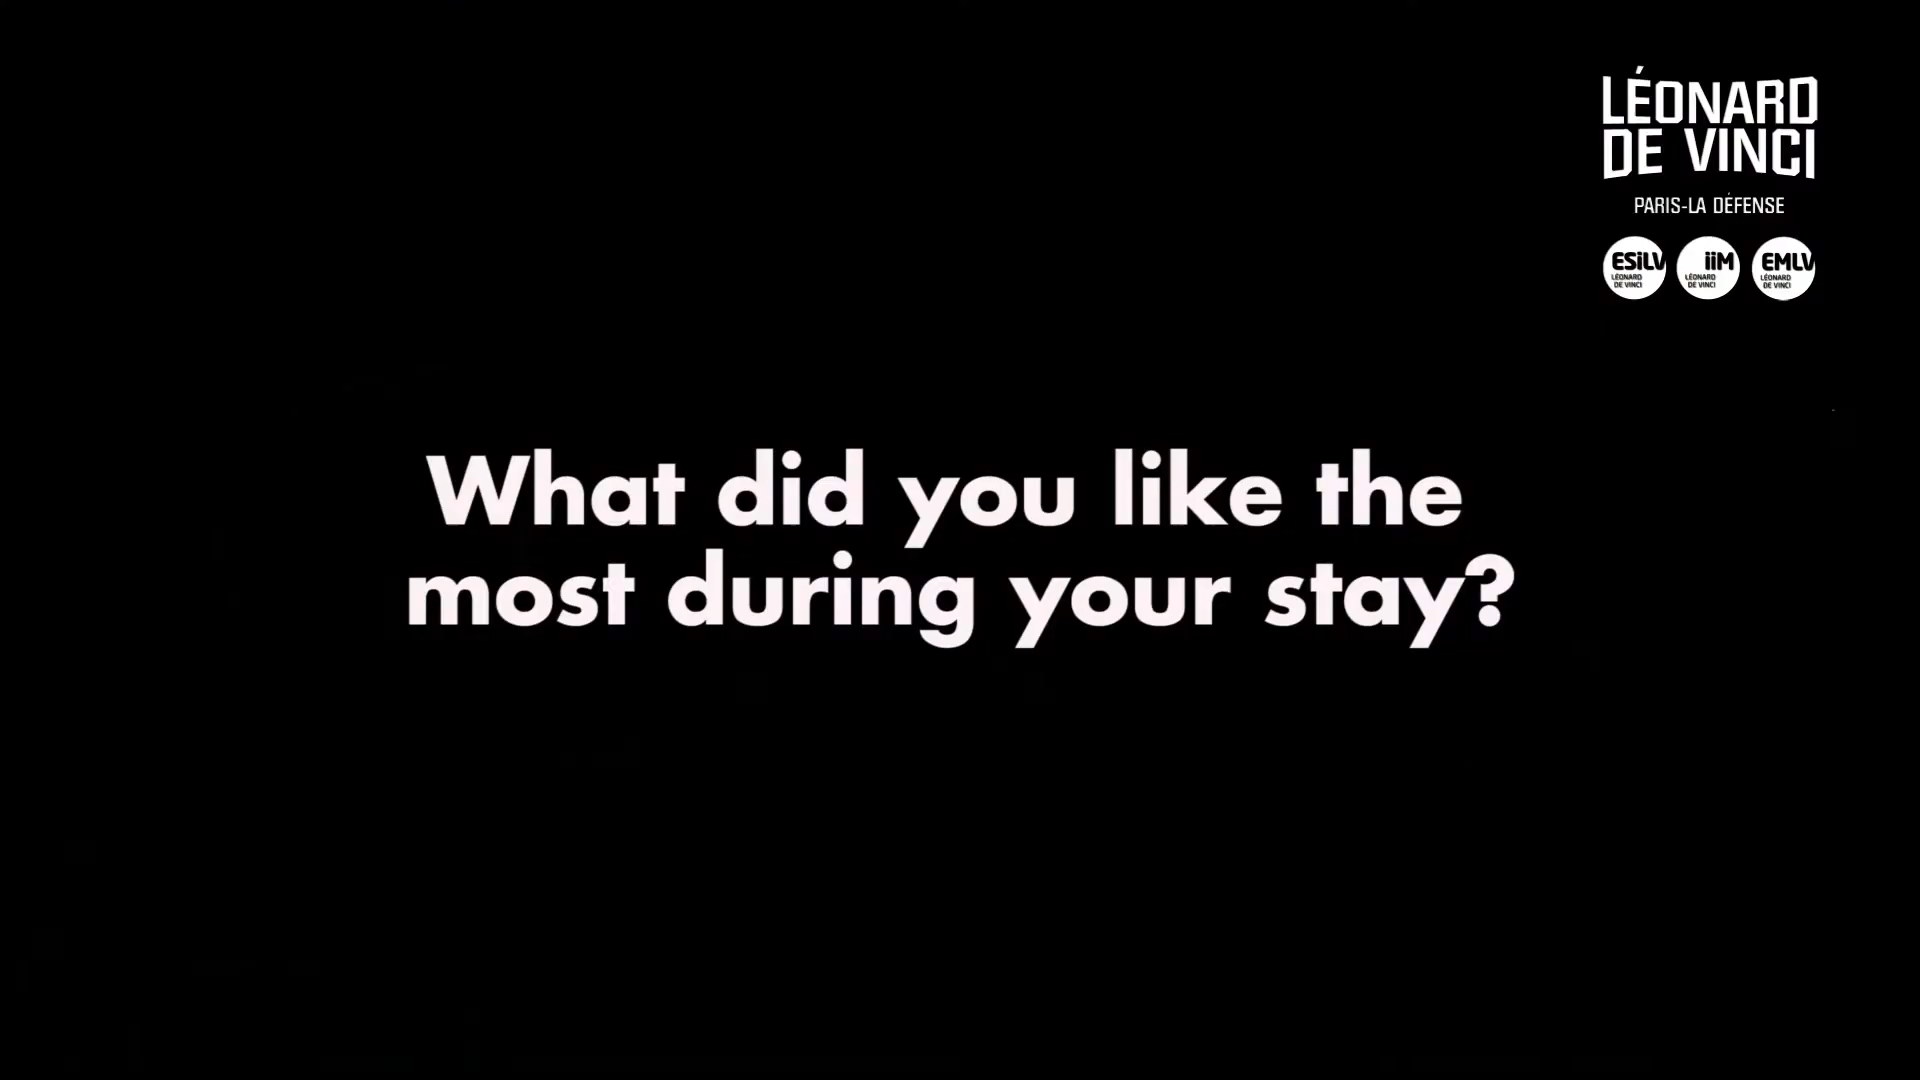 LÉONARD
DE VINCI
PARIS-LA DÉFENSE
ESILV iiM EMLV
LÉONARD LÉONARD LÉONARD
DE VINCI DE VINCI DE VINCI
What did you like the
most during your stay?